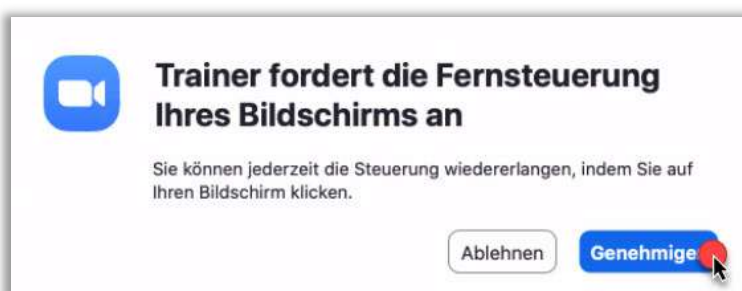 Trainer fordert die Fernsteuerung
Ihres Bildschirms an
Sie können jederzeit die Steuerung wiedererlangen, indem Sie auf
Ihren Bildschirm klicken.
Ablehnen
Genehmige